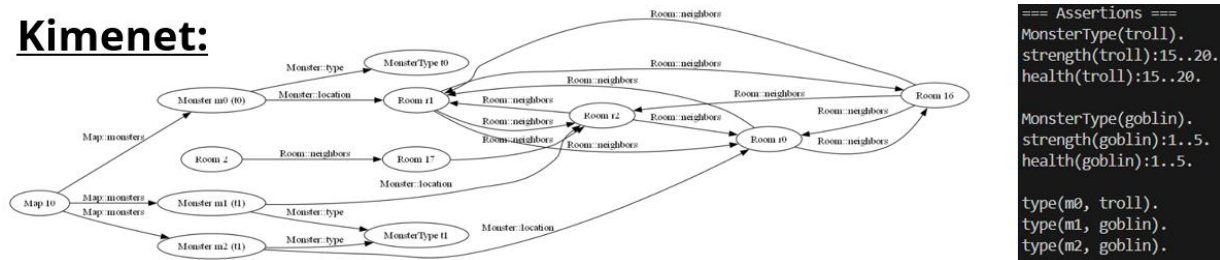 Kimenet:
Room::neighbors
MonsterType t0
Monster::type
Room::neighbors
Room 16
Monster m0 (t0)
Monster::location
Room r1
Room::neighbors
Room::neighbors
Room::neighbors
Room::neighbors
Room::neighbors
Room r2
Room::neighbors
Room::neighbors
Map::monsters
Room::neighbors
Room r0
Room::neighbors
Room 2
Room::neighbors
Room 17
Room::neighbors
Room::neighbors
Monster::location
Map 10
Map::monsters
Map::monsters
Monster m1 (t1)
Monster::type
Monster::location
MonsterType t1
Monster::type
Monster m2 (t1)
=== Assertions ===
MonsterType(troll).
strength(troll):15..20.
health(troll):15..20.
MonsterType(goblin).
strength(goblin):1..5.
health(goblin):1..5.
type(m0, troll).
type(m1, goblin).
type(m2, goblin).